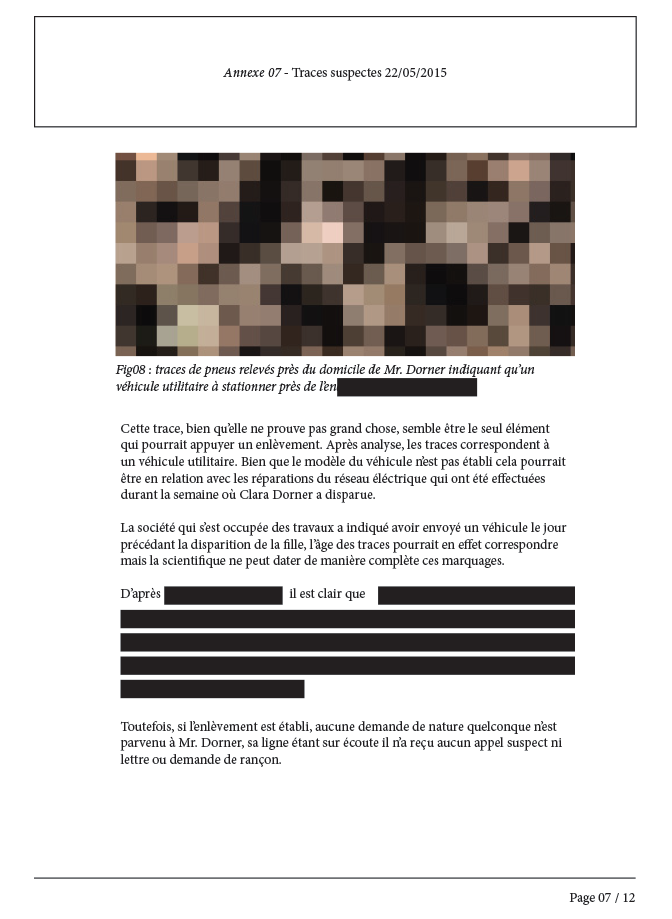 Annexe 07 - Traces suspectes 22/05/2015
Fig08 : traces de pneus relevés près du domicile de Mr. Dorner indiquant qu'un
véhicule utilitaire à stationner près de l'en
Cette trace, bien qu'elle ne prouve pas grand chose, semble être le seul élément
qui pourrait appuyer un enlèvement. Après analyse, les traces correspondent à
un véhicule utilitaire. Bien que le modèle du véhicule n'est pas établi cela pourrait
être en relation avec les réparations du réseau éléctrique qui ont été effectuées
durant la semaine où Clara Dorner a disparue.
La société qui s'est occupée des travaux a indiqué avoir envoyé un véhicule le jour
précédant la disparition de la fille, l'âge des traces pourrait en effet correspondre
mais la scientifique ne peut dater de manière complète ces marquages.
D'après il est clair que
Toutefois, si l'enlèvement est établi, aucune demande de nature quelconque n'est
parvenu à Mr. Dorner, sa ligne étant sur écoute il n'a reçu aucun appel suspect ni
lettre ou demande de rançon.
Page 07 / 12